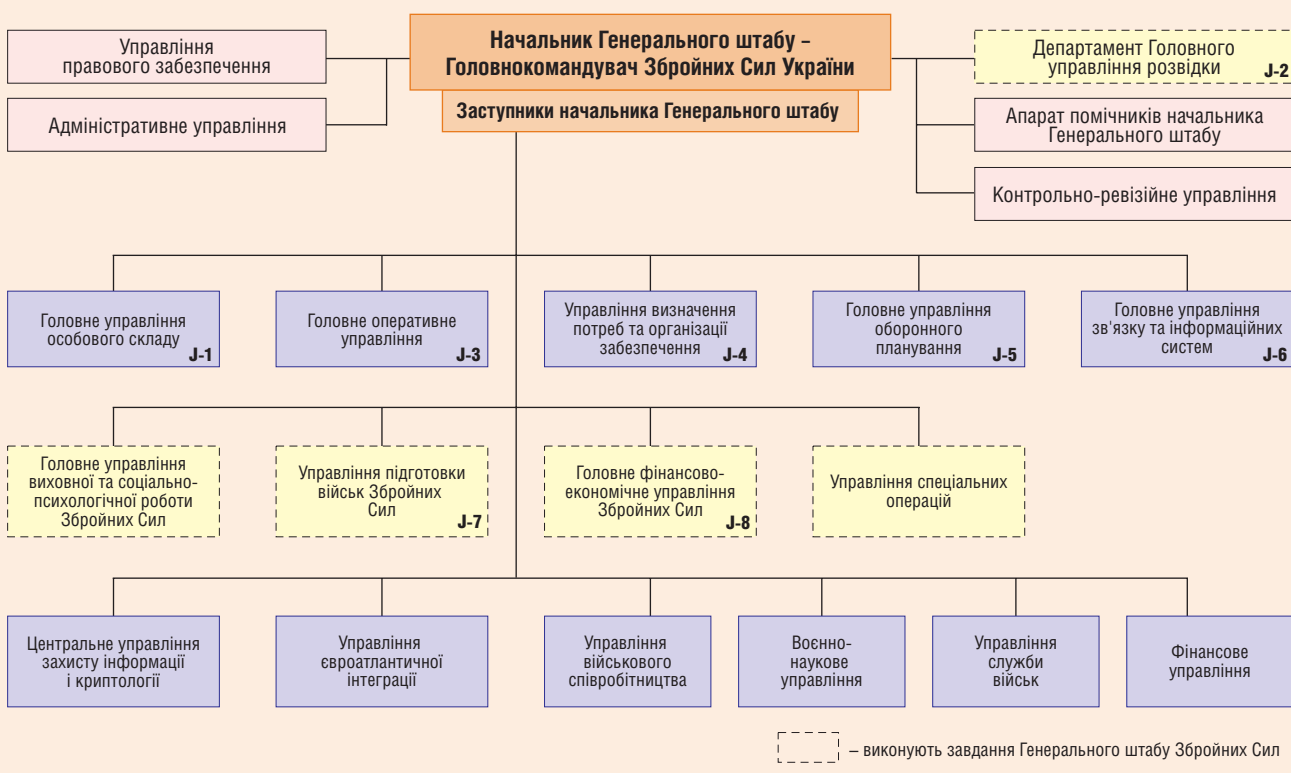 Управління
правового забезпечення
Адміністративне управління
Начальник Генерального штабу –
Головнокомандувач Збройних Сил України
Заступники начальника Генерального штабу
Департамент Головного
управління розвідки
J-2
Апарат помічників начальника
Генерального штабу
Контрольно-ревізійне управління
Головне управління
особового складу
J-1
Головне оперативне
управління
J-3
Управління визначення
потреб та організації
забезпечення
J-4
Головне управління
оборонного
планування
J-5
Головне управління
зв'язку та інформаційних
систем
J-6
Головне управління
виховної та соціально-
психологічної роботи
Збройних Сил
Управління підготовки
військ Збройних
Сил
J-7
Головне фінансово-
економічне управління
Збройних Сил
J-8
Управління спеціальних
операцій
Центральне управління
захисту інформації
і криптології
Управління
євроатлантичної
інтеграції
Управління
військового
співробітництва
Воєнно-
наукове
управління
Управління
служби
військ
Фінансове
управління
– виконують завдання Генерального штабу Збройних Сил